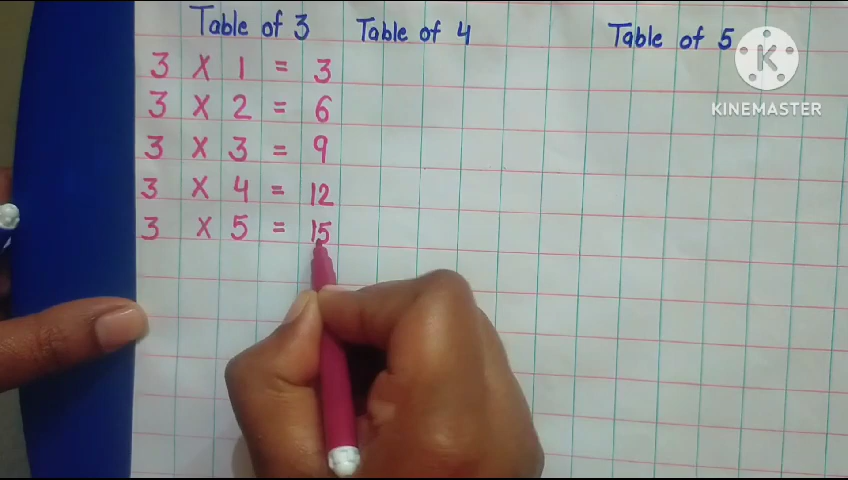 Table of 3 Table of 4 Table of 5
3 X 1 = 3
3 X 2 = 6
3 X 3 = 9
3 X 4 = 12
3 X 5 = 15
K
KINEMASTER